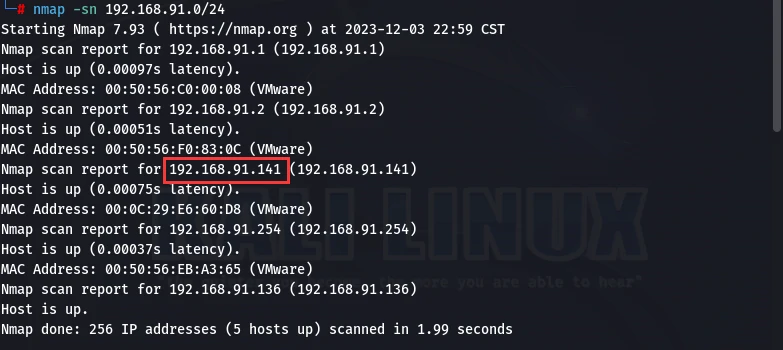 # nmap -sn 192.168.91.0/24
Starting Nmap 7.93 ( https://nmap.org ) at 2023-12-03 22:59 CST
Nmap scan report for 192.168.91.1 (192.168.91.1)
Host is up (0.00097s latency).
MAC Address: 00:50:56:C0:00:08 (VMware)
Nmap scan report for 192.168.91.2 (192.168.91.2)
Host is up (0.00051s latency).
MAC Address: 00:50:56:F0:83:0C (VMware)
Nmap scan report for 192.168.91.141 (192.168.91.141)
Host is up (0.00075s latency).
MAC Address: 00:0C:29:E6:60:D8 (VMware)
Nmap scan report for 192.168.91.254 (192.168.91.254)
Host is up (0.00037s latency).
MAC Address: 00:50:56:EB:A3:65 (VMware)
Nmap scan report for 192.168.91.136 (192.168.91.136)
Host is up.
Nmap done: 256 IP addresses (5 hosts up) scanned in 1.99 seconds
KALI LINUX
more you are able to hear"